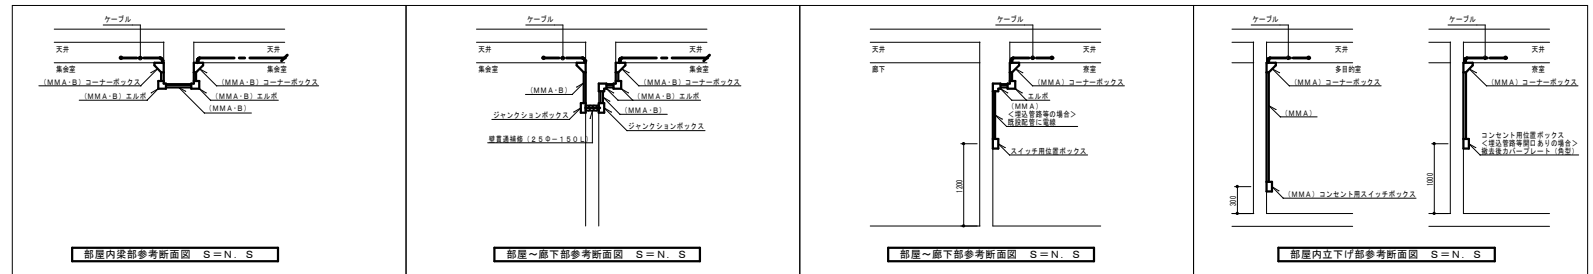 ケーブル
天井
天井
集会室
集会室
(MMA・B) コーナーボックス
(MMA・B) コーナーボックス
(MMA・B) エルボ
(MMA・B) エルボ
(MMA・B)
部屋内梁部参考断面図 S=N. S
ケーブル
天井
天井
集会室
集会室
(MMA・B) コーナーボックス
(MMA・B)
(MMA・B) エルボ
(MMA・B)
ジャンクションボックス
ジャンクションボックス
壁貫通補修 (25Φ-150L)
部屋~廊下部参考断面図 S=N. S
ケーブル
天井
天井
廊下
寮室
(MMA) コーナーボックス
エルボ
(MMA)
<埋込管路等の場合>
既設配管に電線
スイッチ用位置ボックス
1200
部屋~廊下部参考断面図 S=N. S
ケーブル
天井
多目的室
(MMA) コーナーボックス
(MMA)
(MMA) コンセント用スイッチボックス
300
ケーブル
天井
寮室
(MMA) コーナーボックス
コンセント用位置ボックス
<埋込管路等開口ありの場合>
撤去後カバープレート (角型)
1000
部屋内立下げ部参考断面図 S=N. S